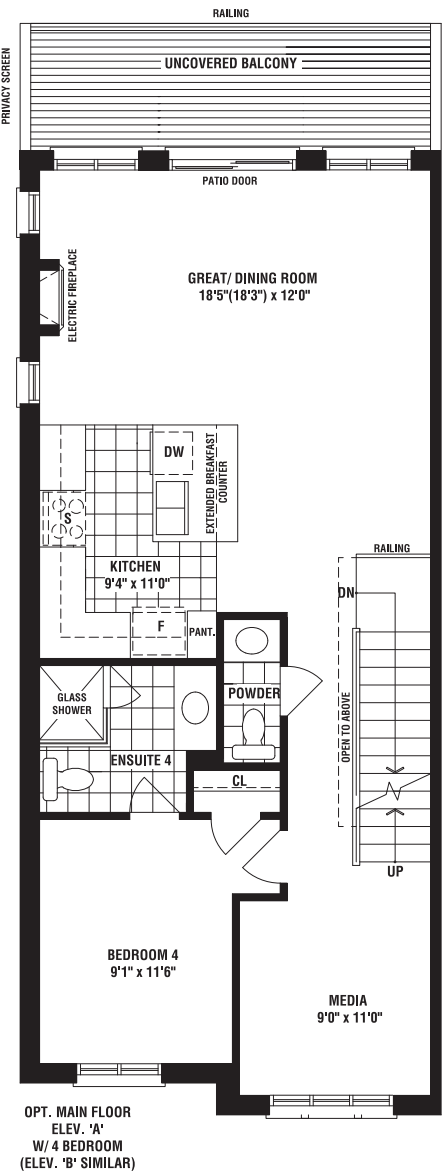 RAILING
PRIVACY SCREEN
UNCOVERED BALCONY
PATIO DOOR
ELECTRIC FIREPLACE
GREAT/ DINING ROOM
18'5"(18'3") x 12'0"
DW
EXTENDED BREAKFAST
COUNTER
S
KITCHEN
9'4" x 11'0"
F
PANT.
RAILING
DN
OPEN TO ABOVE
UP
GLASS
SHOWER
POWDER
ENSUITE 4
CL
BEDROOM 4
9'1" x 11'6"
MEDIA
9'0" x 11'0"
OPT. MAIN FLOOR
ELEV. 'A'
W/ 4 BEDROOM
(ELEV. 'B' SIMILAR)